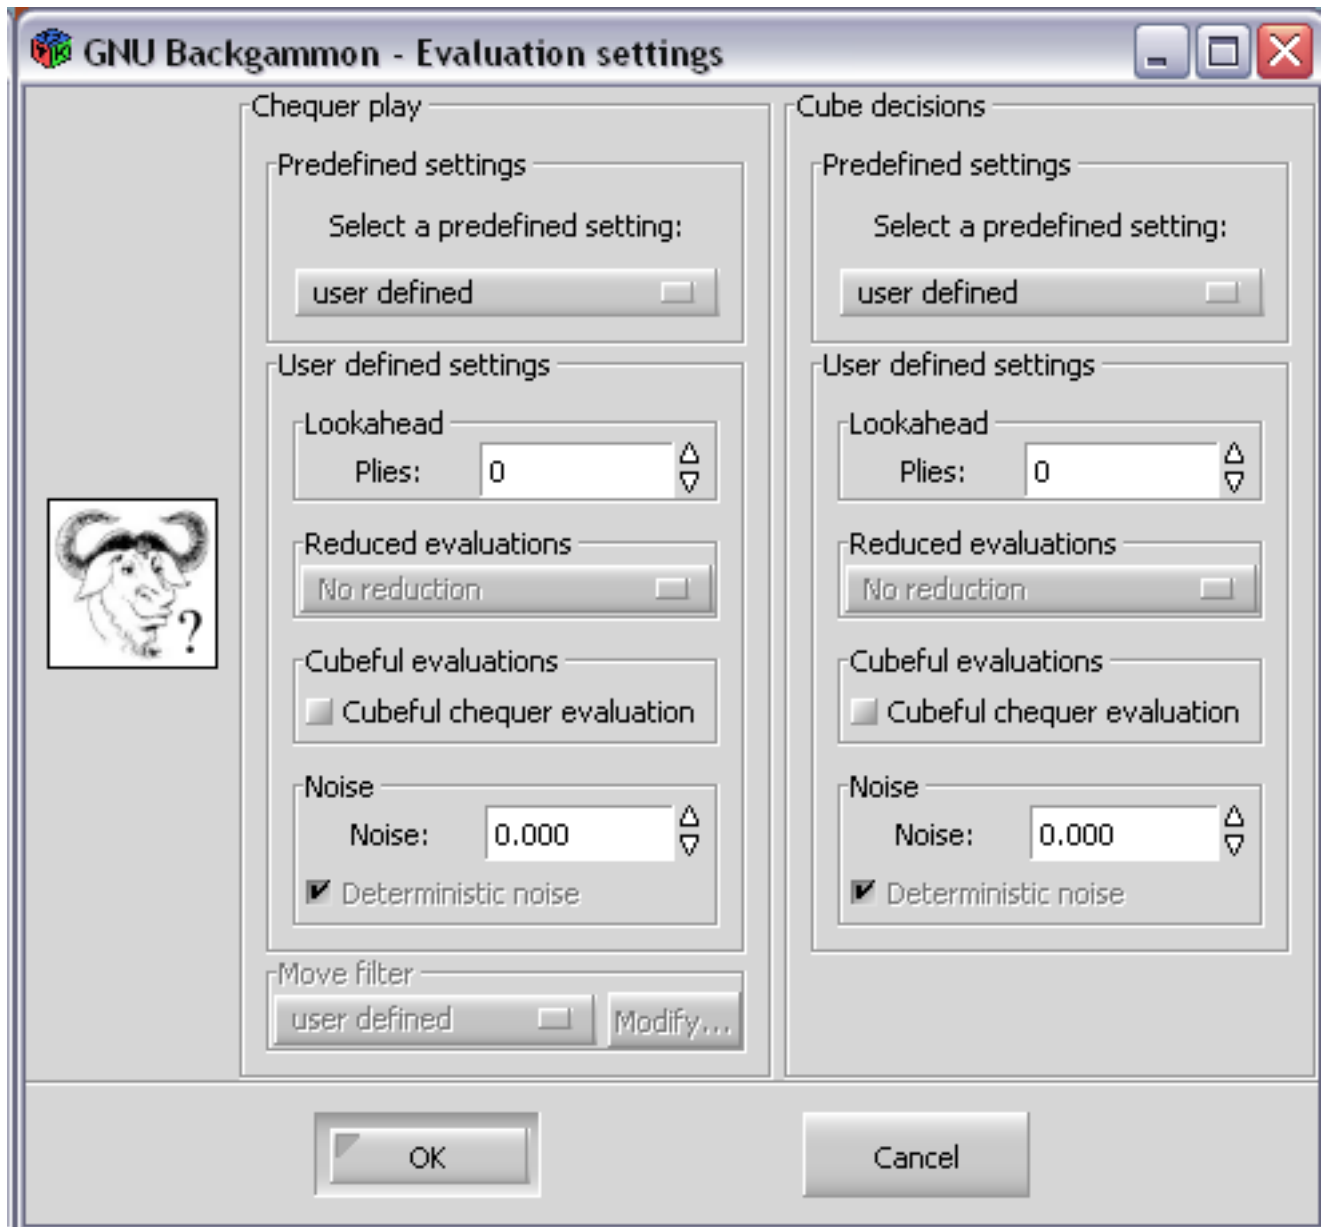 GNU Backgammon - Evaluation settings
Chequer play
Predefined settings
Select a predefined setting:
user defined
User defined settings
Lookahead
Plies: 0
Reduced evaluations
No reduction
Cubeful evaluations
Cubeful chequer evaluation
Noise
Noise: 0.000
Deterministic noise
Move filter
user defined Modify...
Cube decisions
Predefined settings
Select a predefined setting:
user defined
User defined settings
Lookahead
Plies: 0
Reduced evaluations
No reduction
Cubeful evaluations
Cubeful chequer evaluation
Noise
Noise: 0.000
Deterministic noise
?
OK Cancel